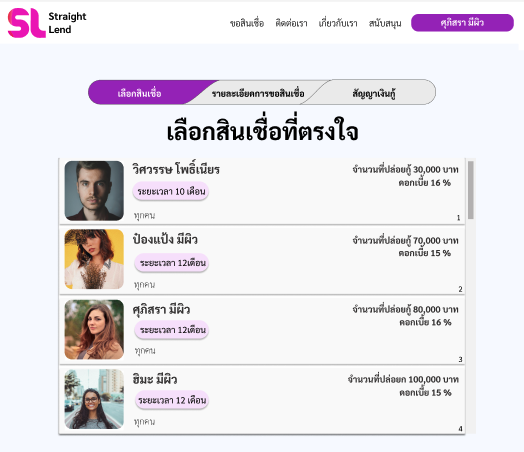 SL Straight
Lend
ขอสินเชื่อ ติดต่อเรา เกี่ยวกับเรา สนับสนุน ศุภิสรา มีผิว
เลือกสินเชื่อ รายละเอียดการขอสินเชื่อ สัญญาเงินกู้
เลือกสินเชื่อที่ตรงใจ
วิศวรรษ โพธิ์เนียร จำนวนที่ปล่อยกู้ 30,000 บาท
ดอกเบี้ย 16 %
ระยะเวลา 10 เดือน
ทุกคน 1
ป๋องแป้ง มีผิว จำนวนที่ปล่อยกู้ 70,000 บาท
ดอกเบี้ย 15 %
ระยะเวลา 12เดือน
ทุกคน 2
ศุภิสรา มีผิว จำนวนที่ปล่อยกู้ 80,000 บาท
ดอกเบี้ย 16 %
ระยะเวลา 12เดือน
ทุกคน 3
ฮิมะ มีผิว จำนวนที่ปล่อยก 100,000 บาท
ดอกเบี้ย 15 %
ระยะเวลา 12 เดือน
ทุกคน 4